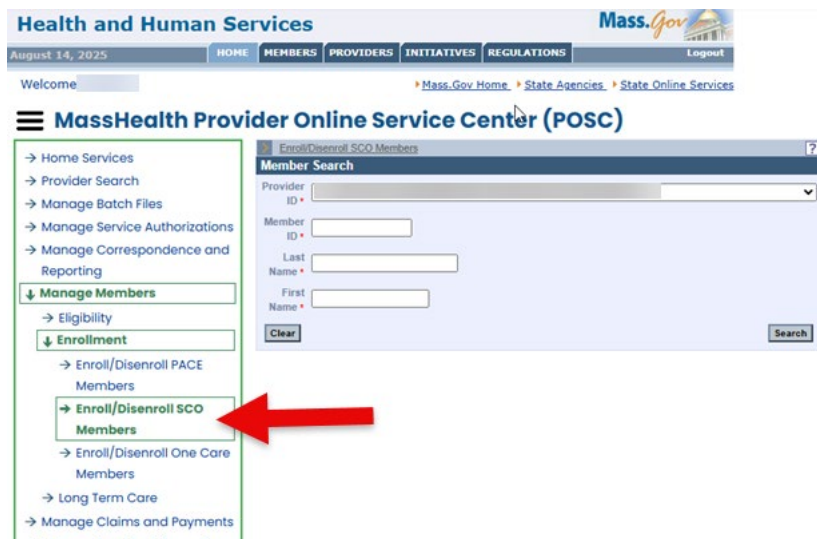 Health and Human Services
Mass.Gov
August 14, 2025
HOME MEMBERS PROVIDERS INITIATIVES REGULATIONS
Logout
Welcome
Mass.Gov Home State Agencies State Online Services
MassHealth Provider Online Service Center (POSC)
→ Home Services
→ Provider Search
→ Manage Batch Files
→ Manage Service Authorizations
→ Manage Correspondence and
Reporting
↓ Manage Members
→ Eligibility
↓ Enrollment
→ Enroll/Disenroll PACE
Members
→ Enroll/Disenroll SCO
Members
→ Enroll/Disenroll One Care
Members
→ Long Term Care
→ Manage Claims and Payments
Enroll/Disenroll SCO Members
?
Member Search
Provider
ID *
Member
ID *
Last
Name *
First
Name *
Clear
Search